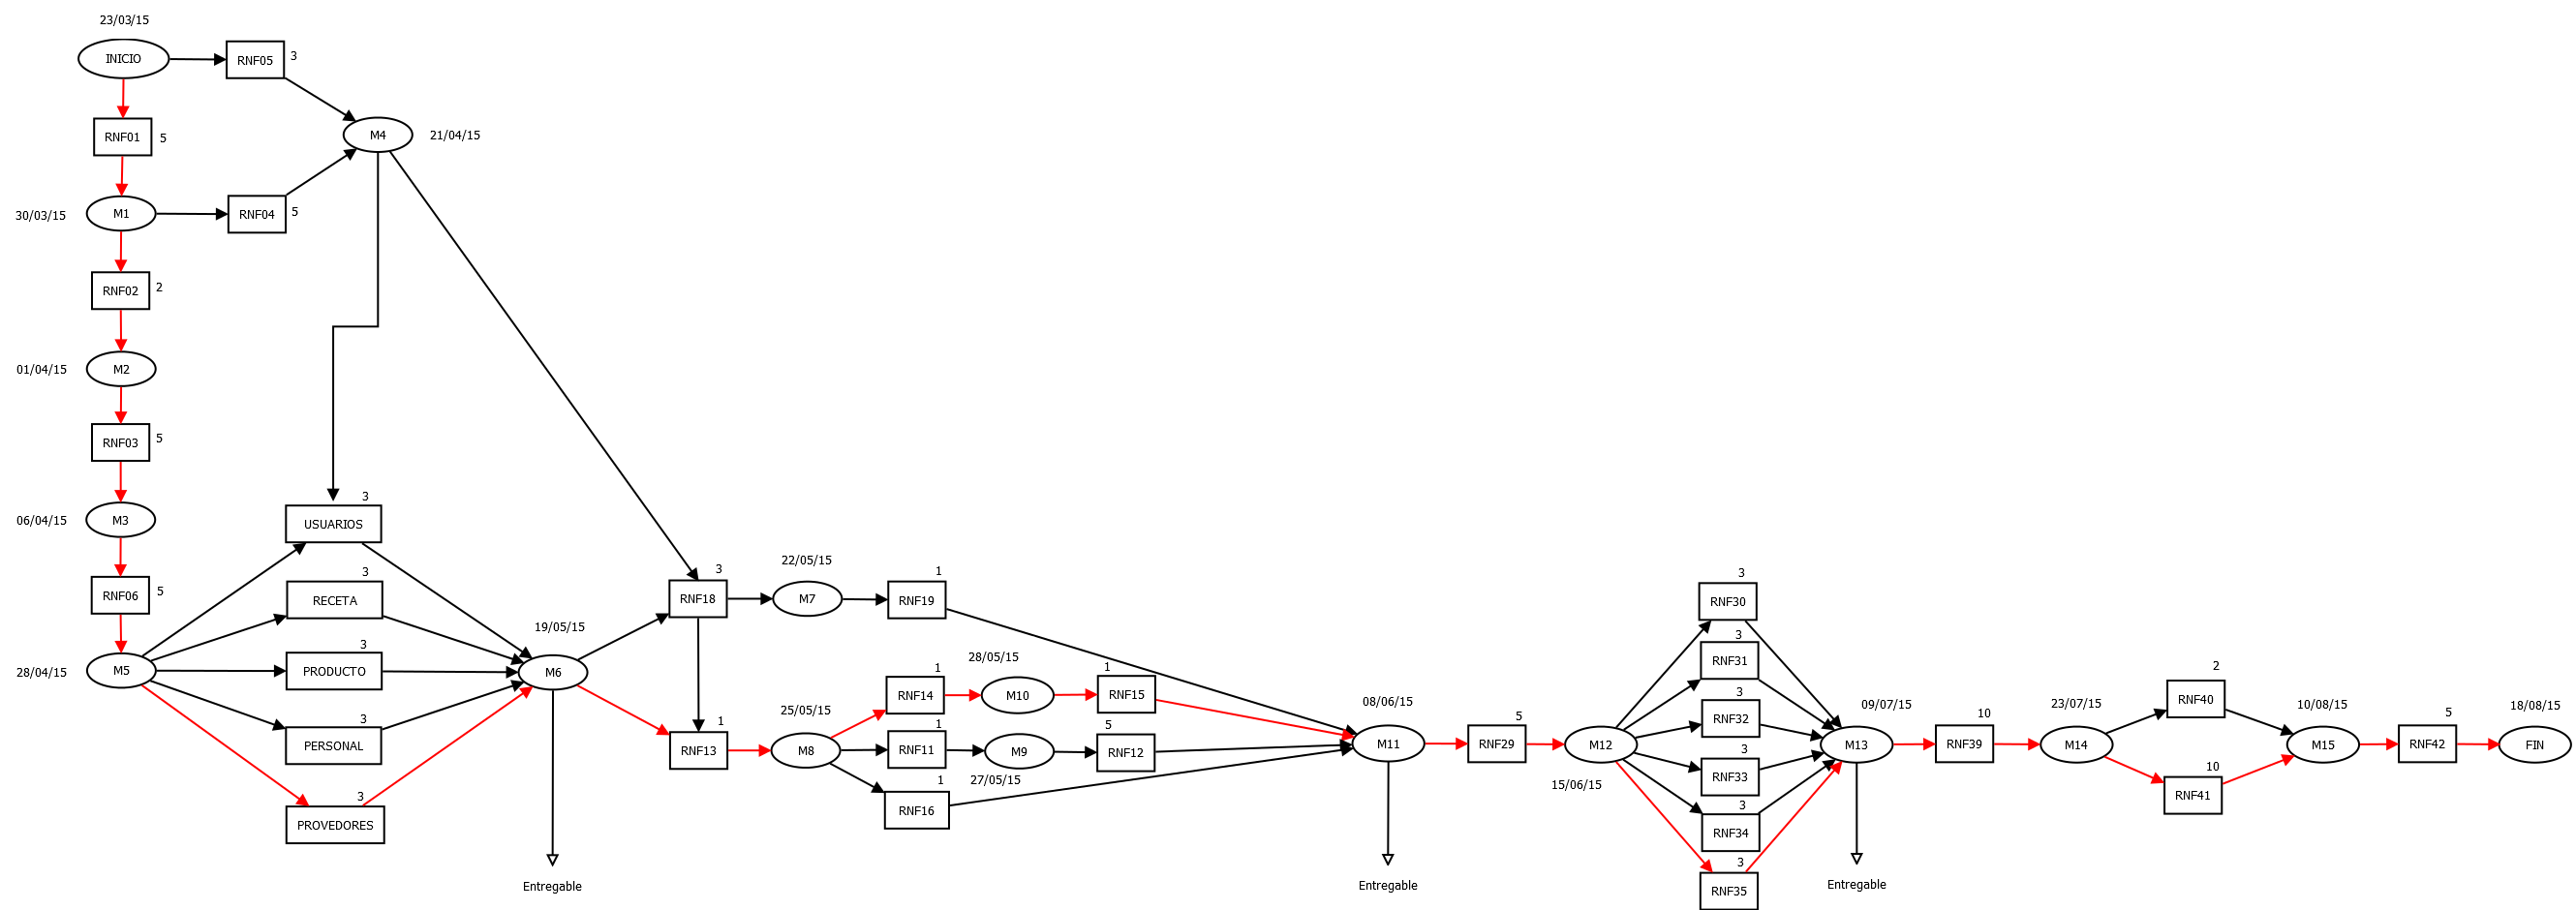 23/03/15
INICIO
RNF05
3
RNF01
5
M4
21/04/15
30/03/15
M1
RNF04
5
RNF02
2
01/04/15
M2
RNF03
5
06/04/15
M3
USUARIOS
3
RNF06
5
RECETA
3
28/04/15
M5
PRODUCTO
3
PERSONAL
3
PROVEDORES
3
19/05/15
M6
Entregable
RNF18
3
22/05/15
M7
RNF19
1
RNF13
1
25/05/15
M8
RNF14
1
28/05/15
M10
RNF15
1
RNF11
1
M9
27/05/15
RNF12
5
RNF16
1
08/06/15
M11
Entregable
RNF29
5
M12
15/06/15
RNF30
3
RNF31
3
RNF32
3
RNF33
3
RNF34
3
RNF35
3
09/07/15
M13
Entregable
RNF39
10
23/07/15
M14
RNF40
2
RNF41
10
10/08/15
M15
RNF42
5
18/08/15
FIN